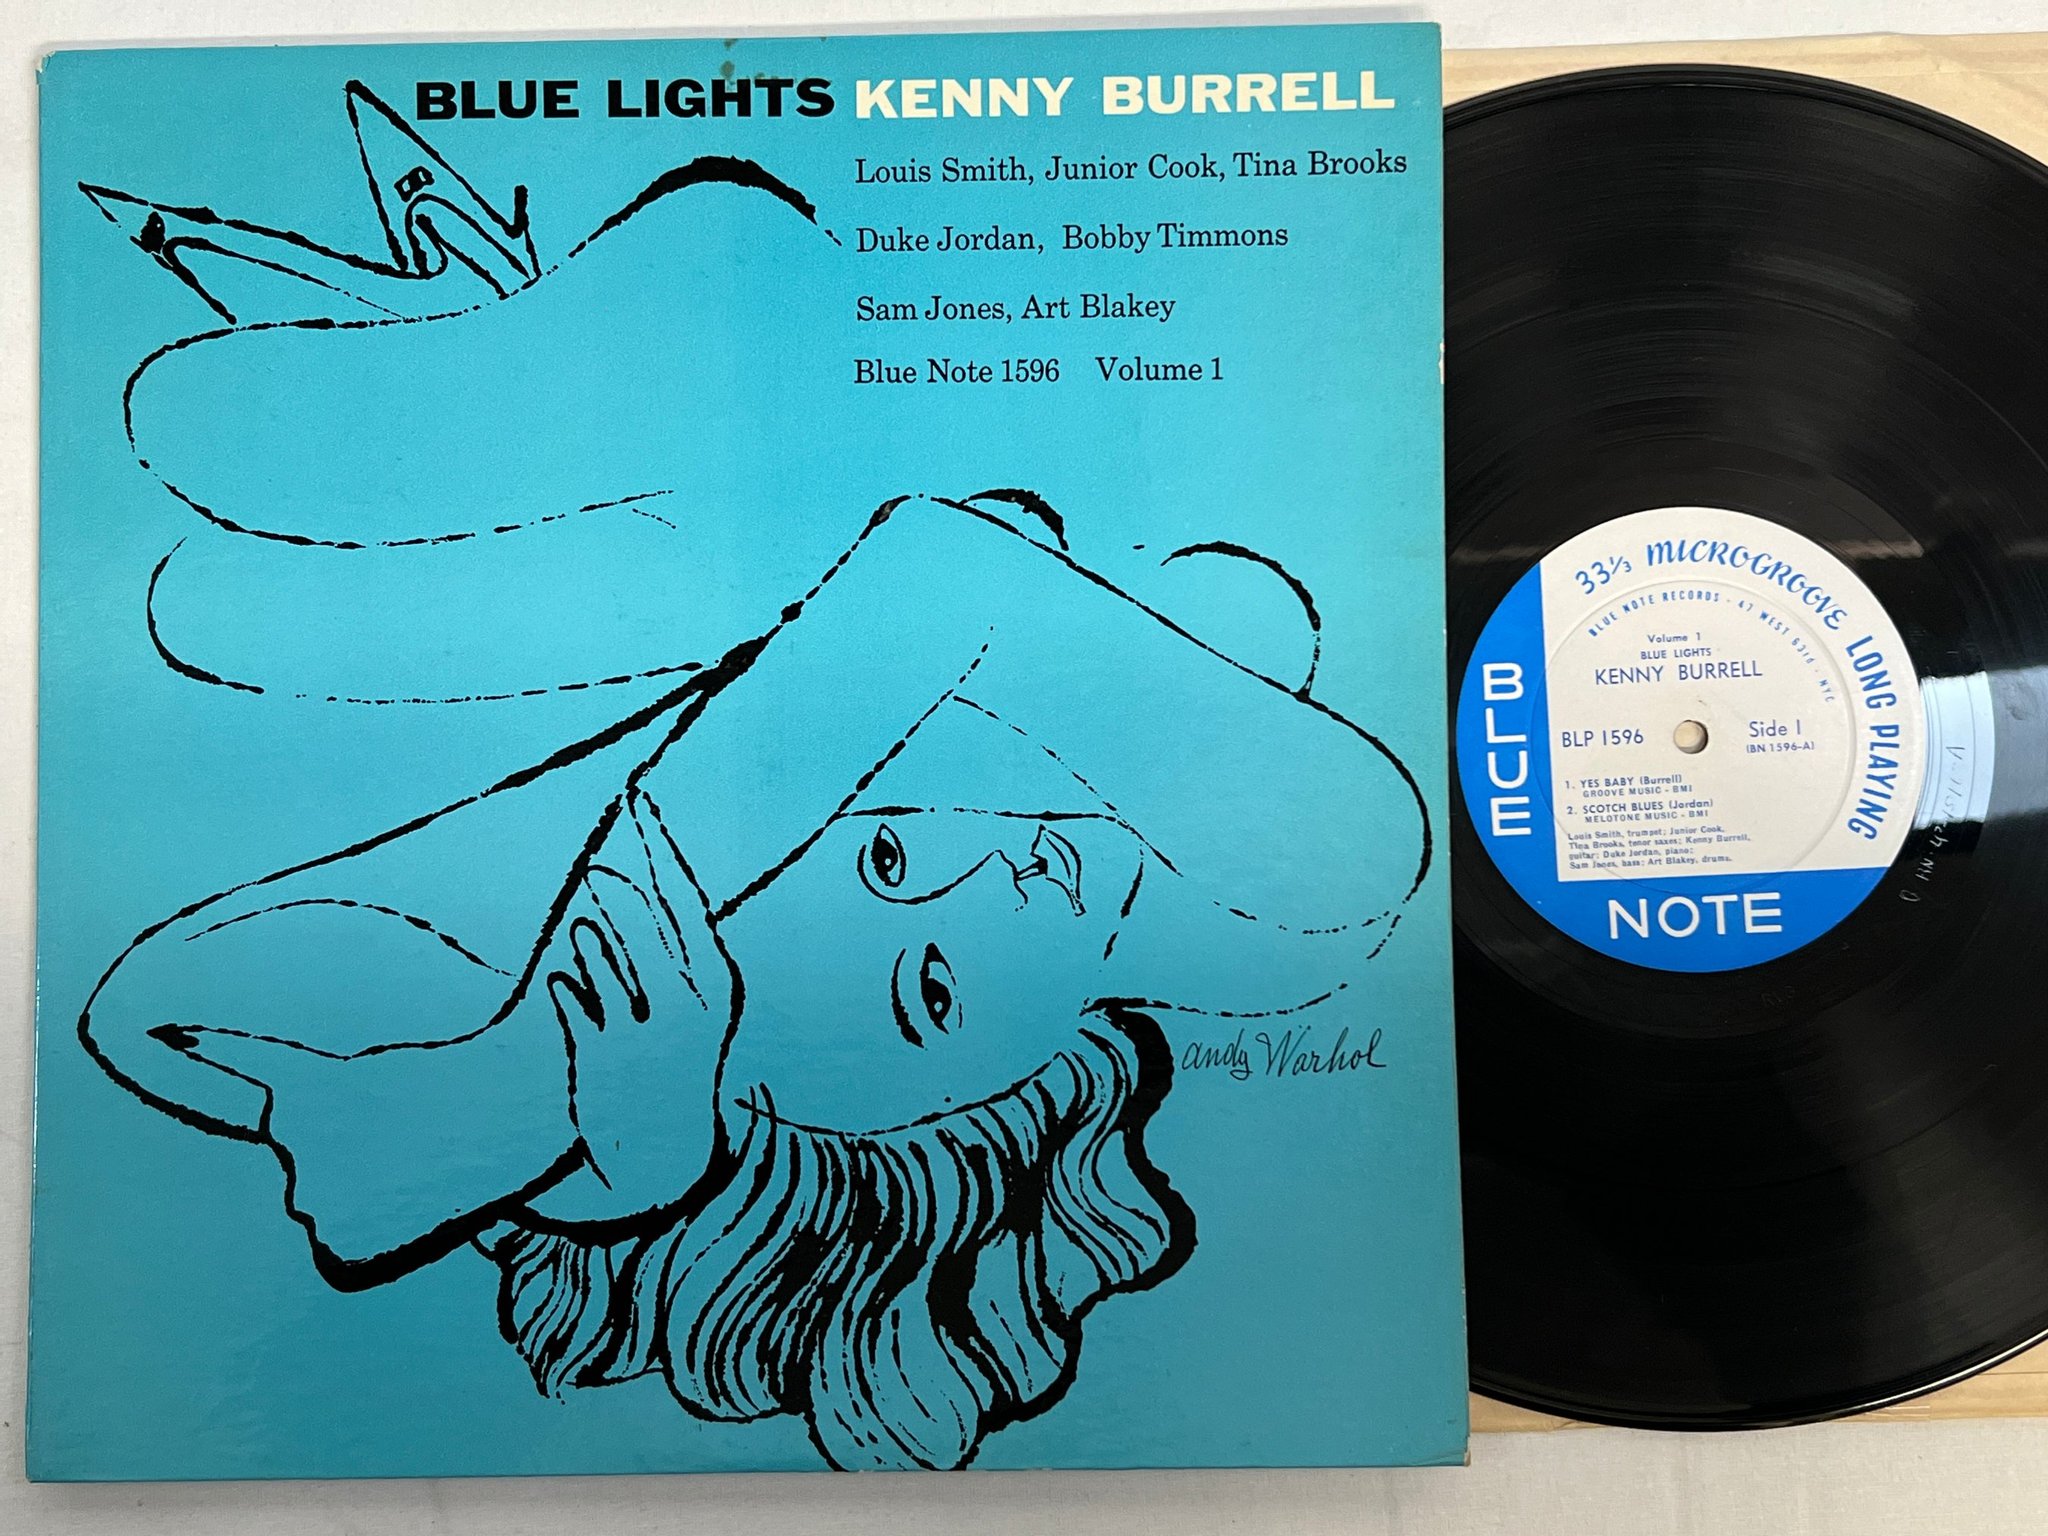 BLUE LIGHTS KENNY BURRELL
Louis Smith, Junior Cook, Tina Brooks
Duke Jordan, Bobby Timmons
Sam Jones, Art Blakey
Blue Note 1596 Volume 1
andy Warhol
33⅓ MICROGROOVE LONG PLAYING
BLUE NOTE RECORDS · 47 WEST 63rd · NYC
Volume 1
BLUE LIGHTS
KENNY BURRELL
BLP 1596 Side 1
(BN 1596-A)
1. YES BABY (Burrell)
GROOVE MUSIC - BMI
2. SCOTCH BLUES (Jordan)
MELOTONE MUSIC - BMI
Louis Smith, trumpet; Junior Cook,
Tina Brooks, tenor saxes; Kenny Burrell,
guitar; Duke Jordan, piano;
Sam Jones, bass; Art Blakey, drums.
BLUE
NOTE